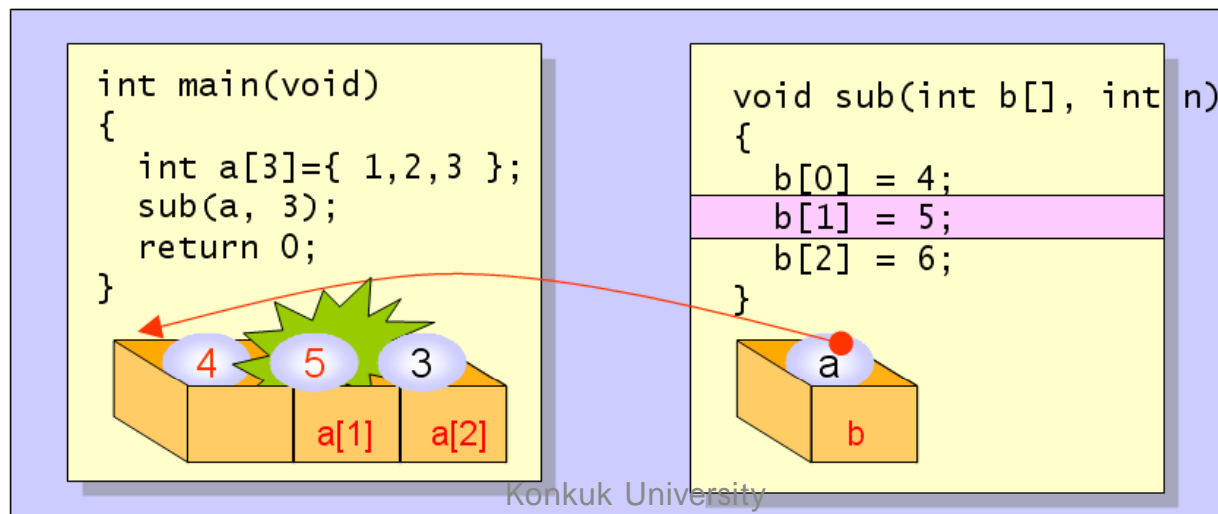 int main(void)
{
int a[3]={ 1,2,3 };
sub(a, 3);
return 0;
}
4 5 3
a[1] a[2]
void sub(int b[], int n)
{
b[0] = 4;
b[1] = 5;
b[2] = 6;
}
a
b
Konkuk University